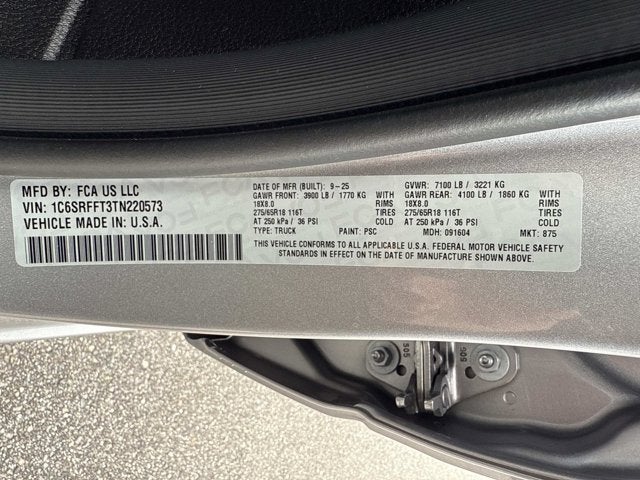 MFD BY: FCA US LLC
VIN: 1C6SRFFT3TN220573
VEHICLE MADE IN U.S.A.
DATE OF MFR (BUILT): 9-25 GVWR: 7100 LB / 3221 KG
GAWR FRONT: 3900 LB / 1770 KG WITH GAWR REAR: 4100 LB / 1860 KG WITH
18X8.0 RIMS 18X8.0 RIMS
275/65R18 116T TIRES 275/65R18 116T TIRES
AT 250 kPa / 36 PSI COLD AT 250 kPa / 36 PSI COLD
TYPE: TRUCK PAINT: PSC MDH: 091604 MKT: 875
THIS VEHICLE CONFORMS TO ALL APPLICABLE U.S.A. FEDERAL MOTOR VEHICLE SAFETY
STANDARDS IN EFFECT ON THE DATE OF MANUFACTURE SHOWN ABOVE.
305
309